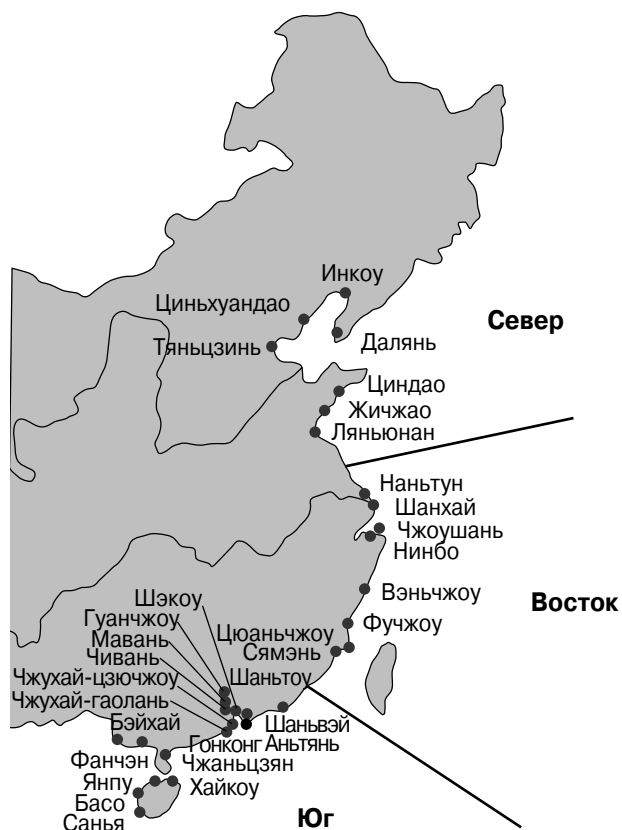 Инкоу
Циньхуандао
Север
Тяньцзинь
Далянь
Циндао
Жичжао
Ляньюнан
Наньтун
Шанхай
Чжоушань
Нинбо
Вэньчжоу
Шэкоу
Восток
Гуанчжоу
Цюаньчжоу
Фучжоу
Мавань
Сямэнь
Чивань
Шаньтоу
Чжухай-цзючжоу
Чжухай-гаолань
Бэйхай
Шаньвэй
Гонконг
Аньтянь
Фанчэн
Чжаньцзян
Янпу
Хайкоу
Басо
Санья
Юг